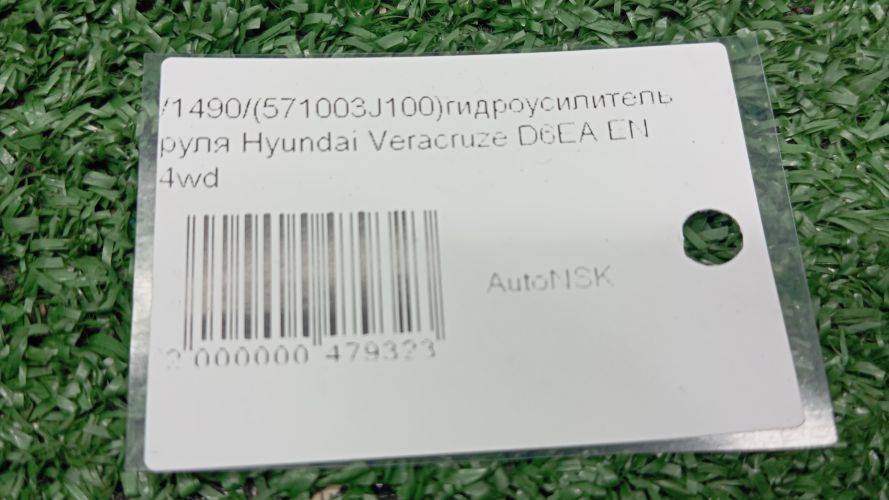 /1490/(571003J100)гидроусилитель
руля Hyundai Veracruze D6EA EN
4wd
AutoNSK
2 000000 479323